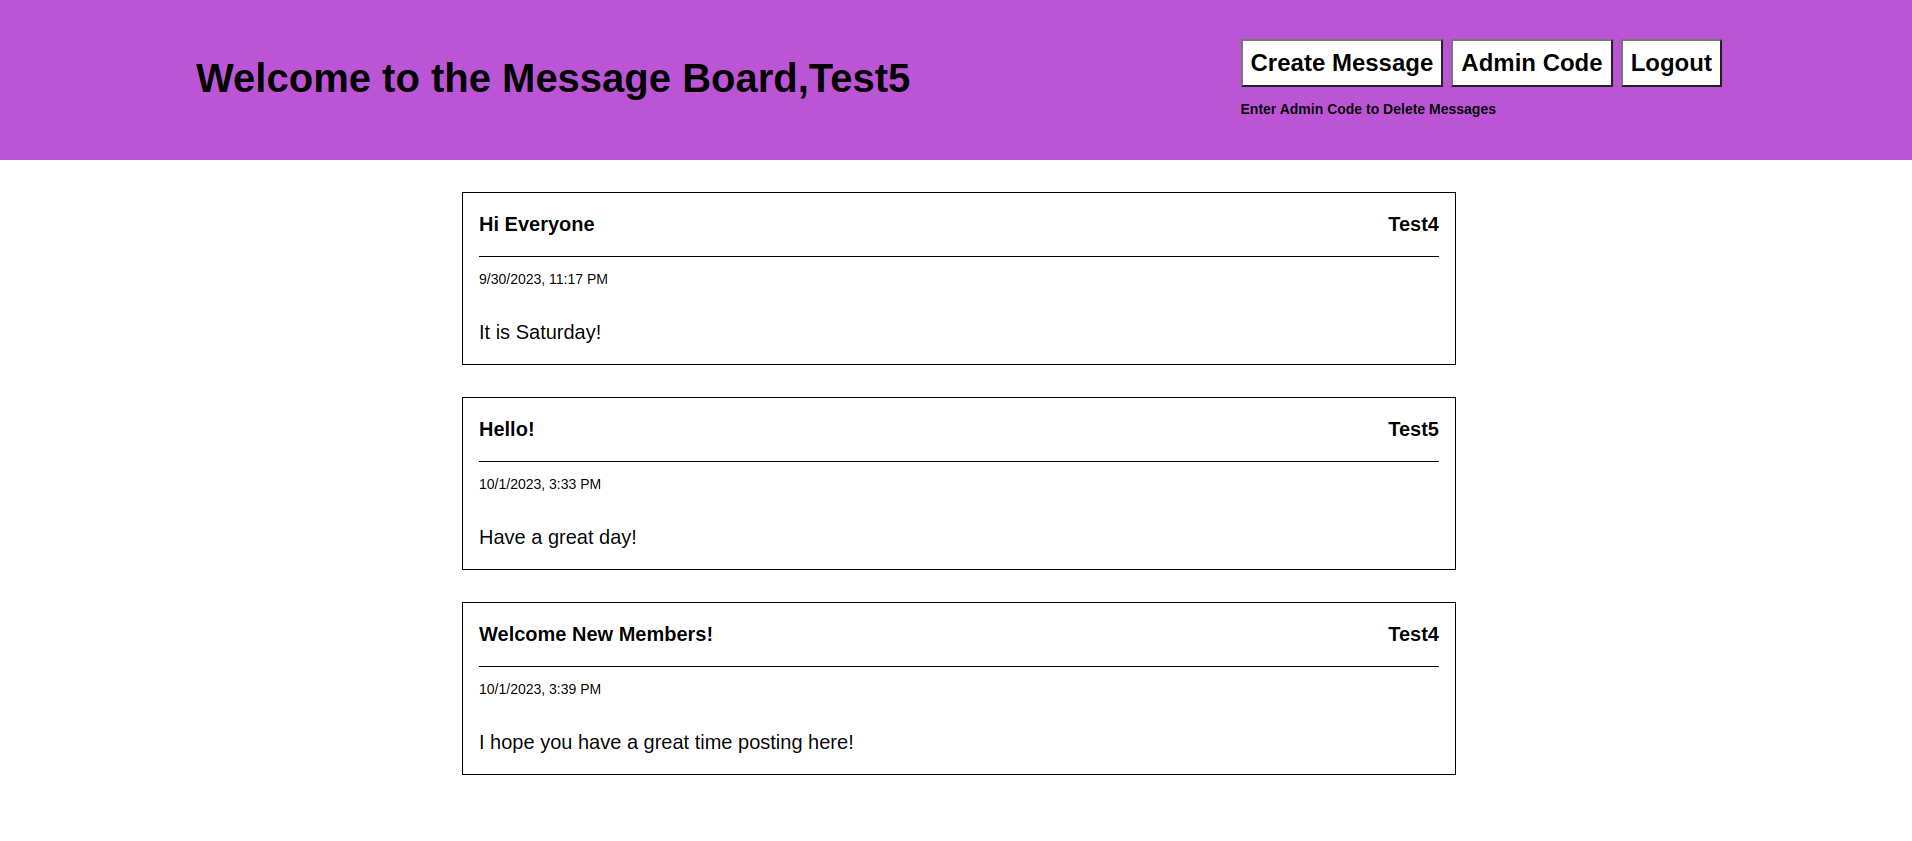 Welcome to the Message Board,Test5
Create Message Admin Code Logout
Enter Admin Code to Delete Messages
Hi Everyone Test4
9/30/2023, 11:17 PM
It is Saturday!
Hello! Test5
10/1/2023, 3:33 PM
Have a great day!
Welcome New Members! Test4
10/1/2023, 3:39 PM
I hope you have a great time posting here!